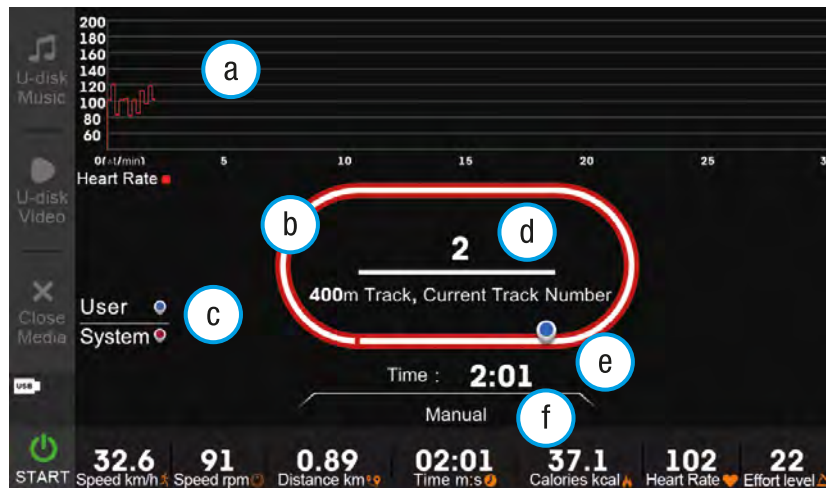 200
180
160
140
120
100
80
60
0(△t/min) 5 10 15 20 25 3
Heart Rate
U-disk
Music
U-disk
Video
Close
Media
USB
START
a
b
2
d
400m Track, Current Track Number
User
System
c
e
Time : 2:01
Manual
f
32.6 91 0.89 02:01 37.1 102 22
Speed km/h Speed rpm Distance km Time m:s Calories kcal Heart Rate Effort level